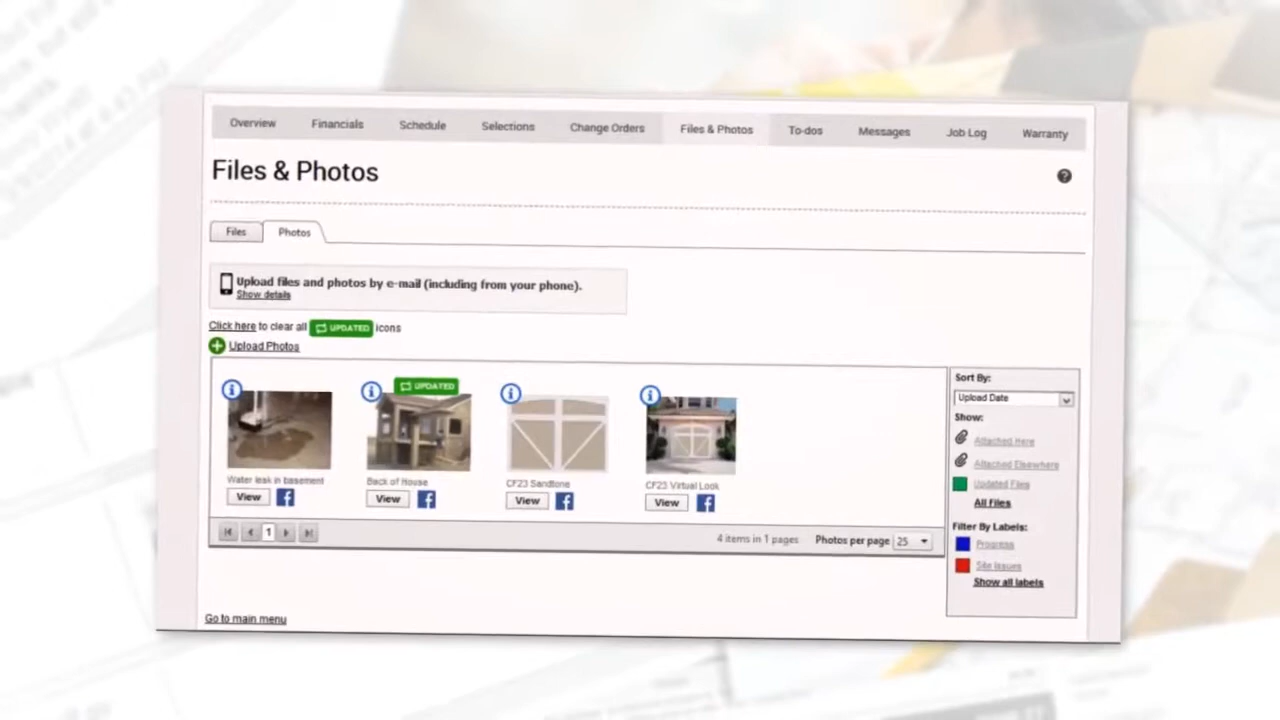 Overview Financials Schedule Selections Change Orders Files & Photos To-dos Messages Job Log Warranty
Files & Photos
Files Photos
Upload files and photos by e-mail (including from your phone).
Show details
Click here to clear all UPDATED icons
Upload Photos
UPDATED
Water leak in basement Back of House CF23 Sandtone CF23 Virtual Look
View View View View
1
4 items in 1 pages Photos per page 25
Sort By:
Upload Date
Show:
Attached Here
Attached Elsewhere
Updated Files
All Files
Filter By Labels:
Progress
Site Issues
Show all labels
Go to main menu